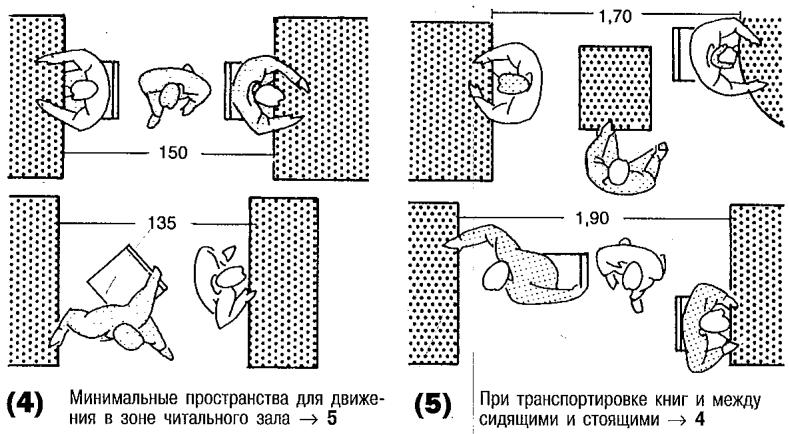 1,70
150
135
1,90
(4) Минимальные пространства для движе-
ния в зоне читального зала → 5
(5) При транспортировке книг и между
сидящими и стоящими → 4